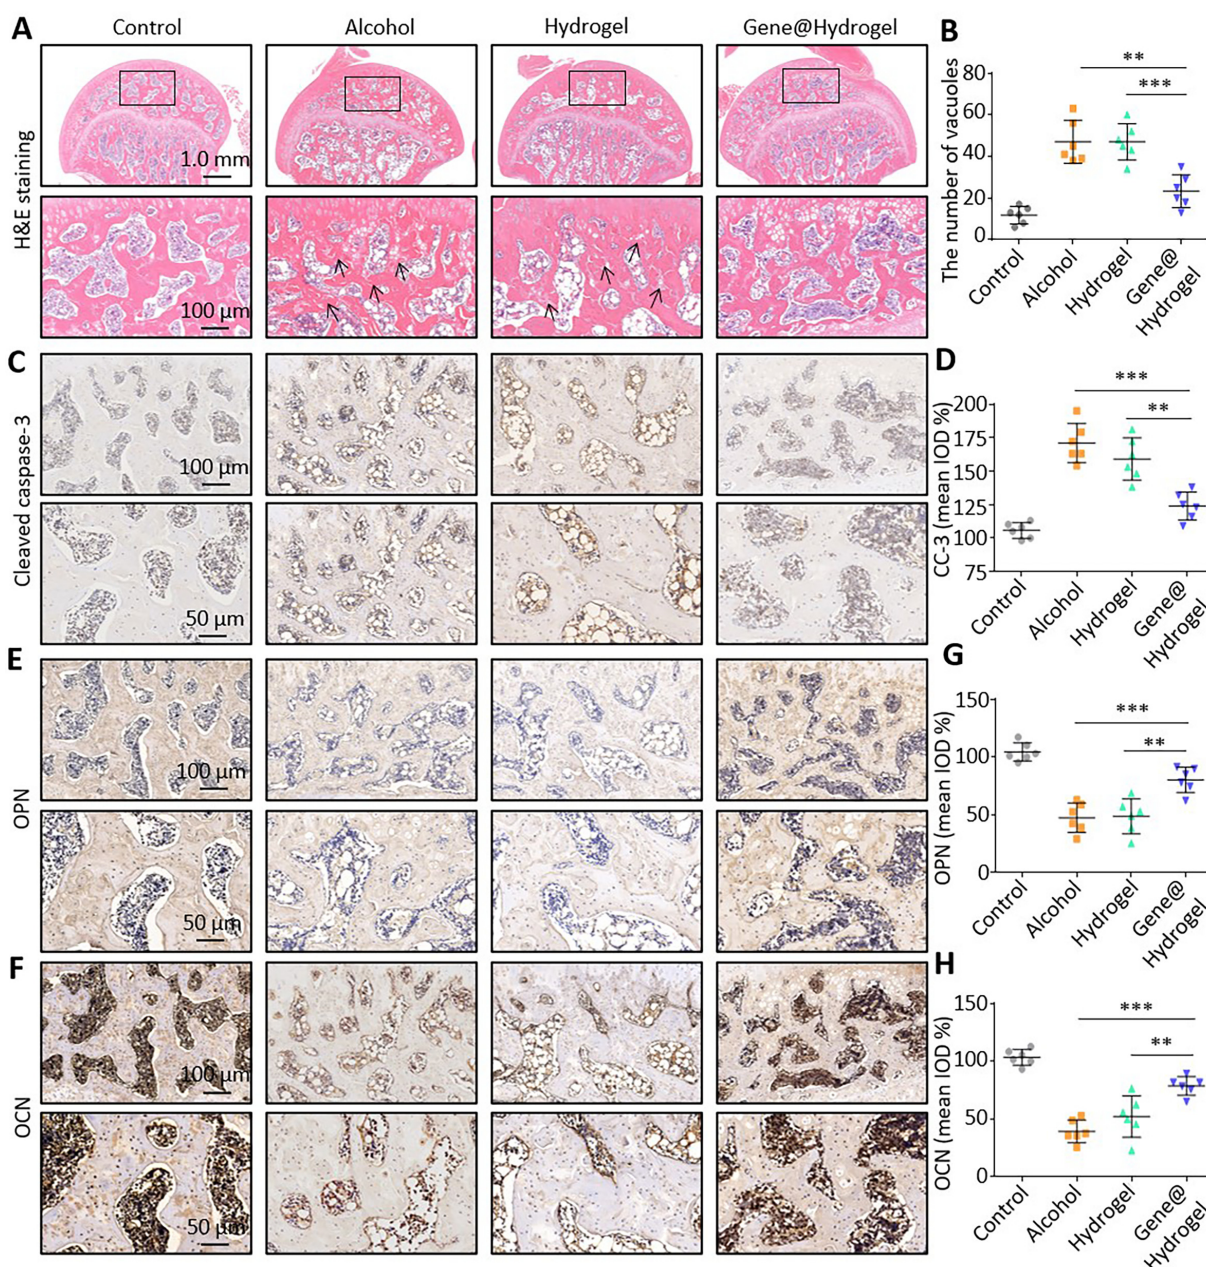 A
Control
Alcohol
Hydrogel
Gene@Hydrogel
H&E staining
1.0 mm
100 µm
B
The number of vacuoles
80
60
40
20
0
**
***
Control
Alcohol
Hydrogel
Gene@
Hydrogel
C
Cleaved caspase-3
100 µm
50 µm
D
CC-3 (mean IOD %)
200
175
150
125
100
75
***
**
Control
Alcohol
Hydrogel
Gene@
Hydrogel
E
OPN
100 µm
50 µm
G
OPN (mean IOD %)
150
100
50
0
***
**
Control
Alcohol
Hydrogel
Gene@
Hydrogel
F
OCN
100 µm
50 µm
H
OCN (mean IOD %)
150
100
50
0
***
**
Control
Alcohol
Hydrogel
Gene@
Hydrogel